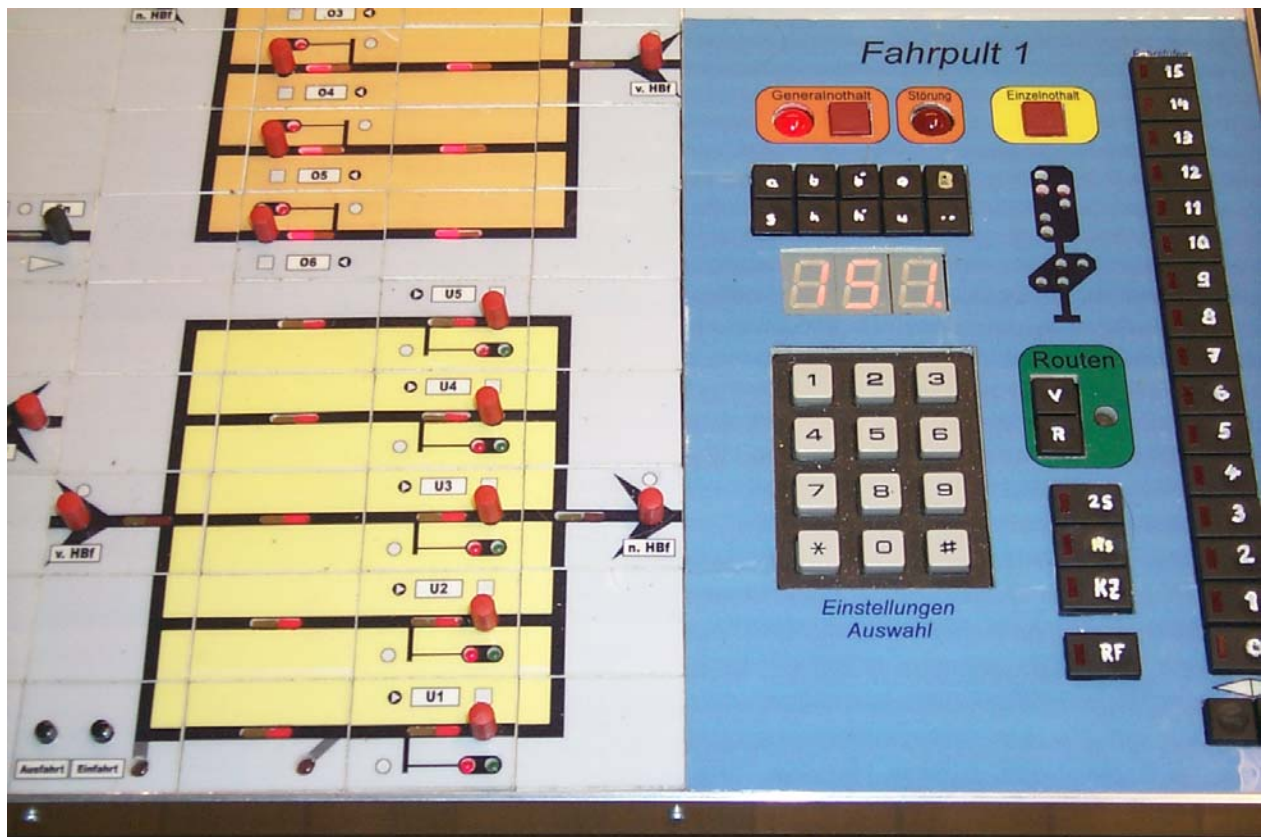 n. HBf
O3
O4
v. HBf
O5
O6
U5
U4
U3
v. HBf
n. HBf
U2
U1
Ausfahrt Einfahrt
Fahrpult 1
Generalnothalt
Störung
Einzelnothalt
a b b' e
s h h' u ..
151.
1 2 3
4 5 6
7 8 9
* 0 #
Einstellungen
Auswahl
Routen
V
R
2S
Hs
KZ
RF
15
14
13
12
11
10
9
8
7
6
5
4
3
2
1
0